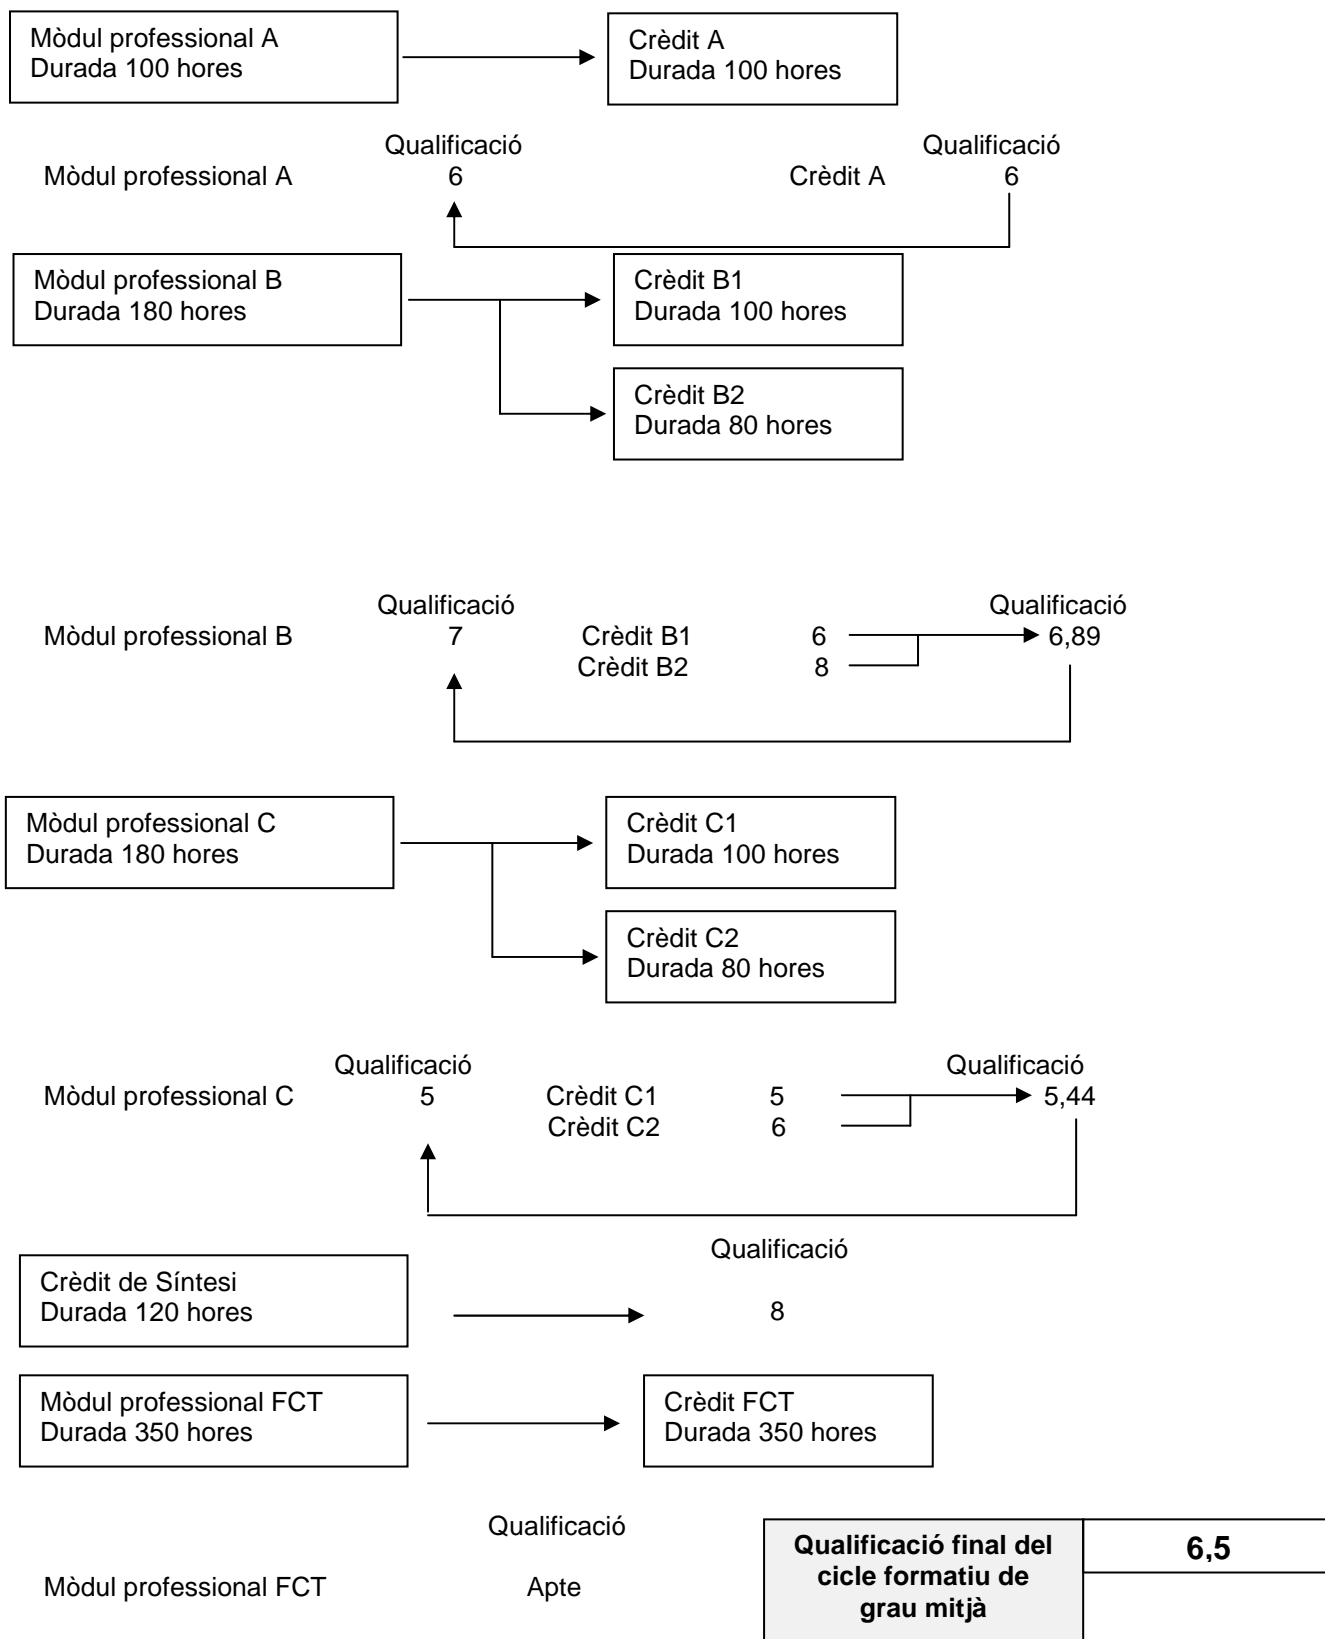 Mòdul professional A
Durada 100 hores
Crèdit A
Durada 100 hores
Qualificació Qualificació
Mòdul professional A 6 Crèdit A 6
Mòdul professional B
Durada 180 hores
Crèdit B1
Durada 100 hores
Crèdit B2
Durada 80 hores
Qualificació Qualificació
Mòdul professional B 7 Crèdit B1 6 6,89
Crèdit B2 8
Mòdul professional C
Durada 180 hores
Crèdit C1
Durada 100 hores
Crèdit C2
Durada 80 hores
Qualificació Qualificació
Mòdul professional C 5 Crèdit C1 5 5,44
Crèdit C2 6
Qualificació
Crèdit de Síntesi
Durada 120 hores 8
Mòdul professional FCT
Durada 350 hores
Crèdit FCT
Durada 350 hores
Qualificació
Mòdul professional FCT Apte
Qualificació final del 6,5
cicle formatiu de
grau mitjà